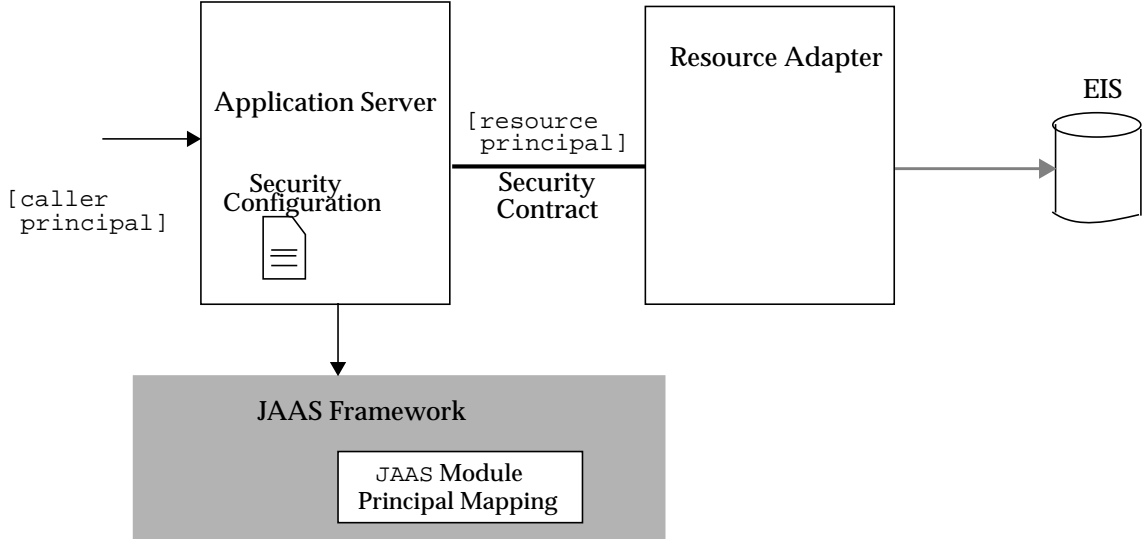 Resource Adapter
EIS
Application Server
[resource
principal]
Security
Contract
Security
Configuration
[caller
principal]
JAAS Framework
JAAS Module
Principal Mapping